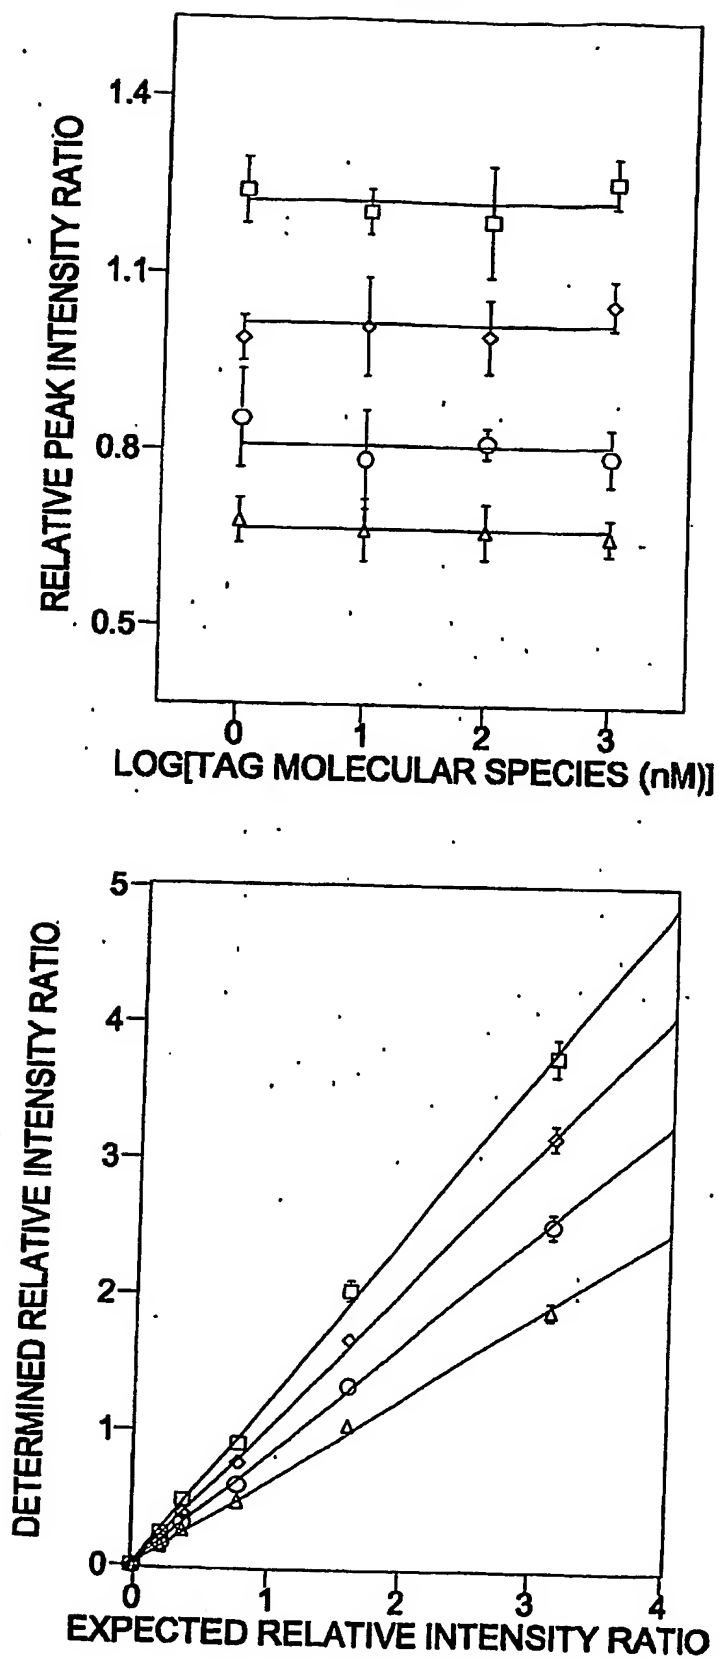 1.4
1.1
0.8
0.5
RELATIVE PEAK INTENSITY RATIO
0 1 2 3
LOG[TAG MOLECULAR SPECIES (nM)]
5
4
3
2
1
0
DETERMINED RELATIVE INTENSITY RATIO
0 1 2 3 4
EXPECTED RELATIVE INTENSITY RATIO